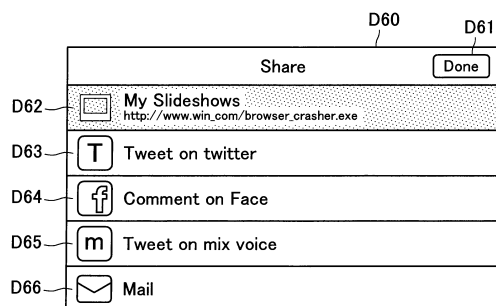 D60
D61
Share
Done
D62
My Slideshows
http://www.win_com/browser_crasher.exe
D63
T
Tweet on twitter
D64
f
Comment on Face
D65
m
Tweet on mix voice
D66
Mail